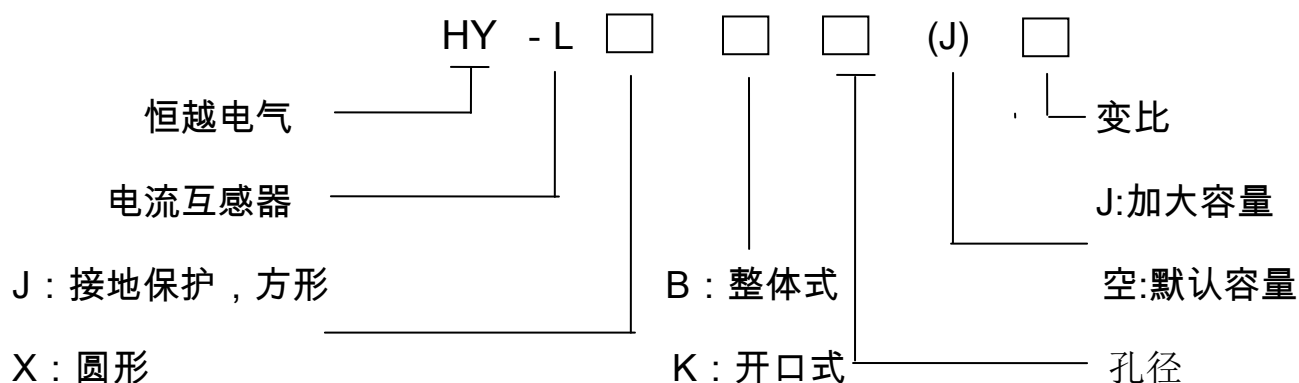 HY - L □ □ □ (J) □
恒越电气 变比
电流互感器 J:加大容量
J：接地保护，方形 B：整体式 空:默认容量
X：圆形 K：开口式 孔径